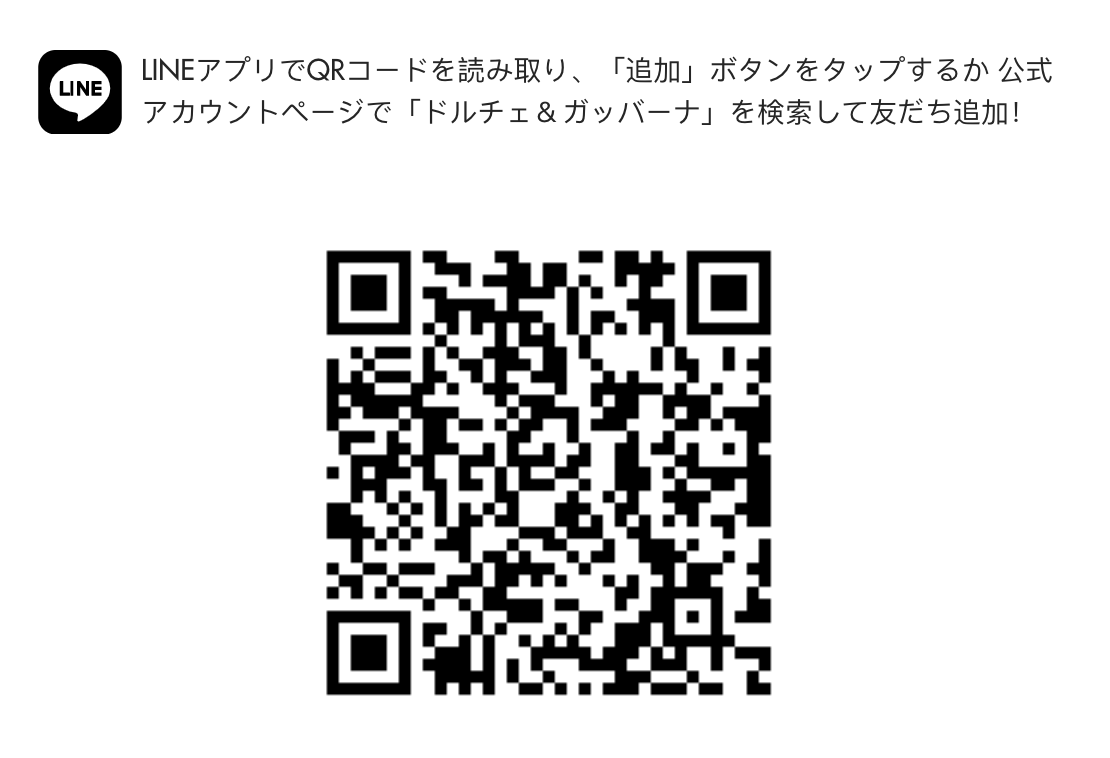 LINE
LINEアプリでQRコードを読み取り、「追加」ボタンをタップするか 公式
アカウントページで「ドルチェ＆ガッバーナ」を検索して友だち追加!